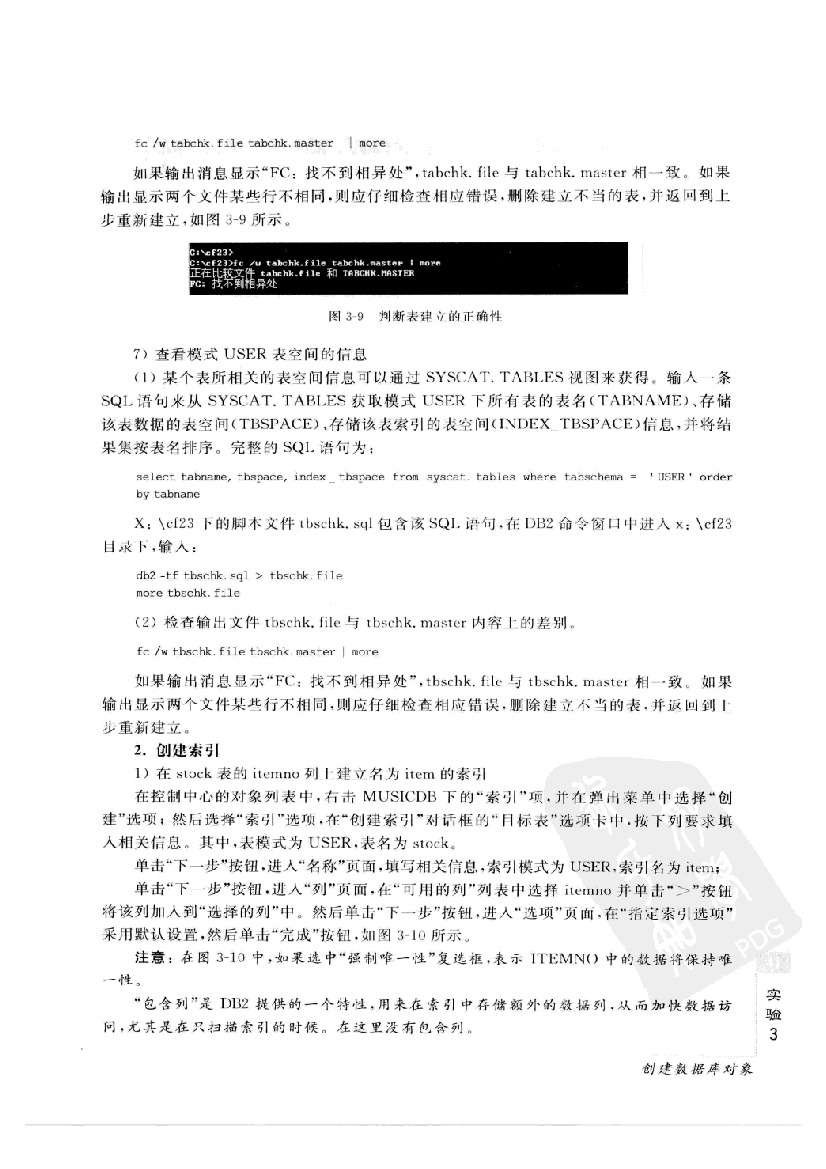 fc /w tabchk.file tabchk.master | more
如果输出消息显示“FC：找不到相异处”,tabchk. file 与 tabchk. master 相一致。如果
输出显示两个文件某些行不相同,则应仔细检查相应错误,删除建立不当的表,并返回到上
步重新建立,如图 3-9 所示。
C:\cf23>
C:\cf23>fc /w tabchk.file tabchk.master | more
正在比较文件 tabchk.file 和 TABCHK.MASTER
FC: 找不到相异处
图 3-9 判断表建立的正确性
7）查看模式 USER 表空间的信息
（1）某个表所相关的表空间信息可以通过 SYSCAT. TABLES 视图来获得。输入一条
SQL 语句来从 SYSCAT. TABLES 获取模式 USER 下所有表的表名(TABNAME)、存储
该表数据的表空间(TBSPACE)、存储该表索引的表空间(INDEX_TBSPACE)信息,并将结
果集按表名排序。完整的 SQL 语句为：
select tabname, tbspace, index_tbspace from syscat. tables where tabschema = 'USER' order
by tabname
X：\cf23 下的脚本文件 tbschk. sql 包含该 SQL 语句,在 DB2 命令窗口中进入 x：\cf23
目录下,输入：
db2 -tf tbschk.sql > tbschk.file
more tbschk.file
（2）检查输出文件 tbschk. file 与 tbschk. master 内容上的差别。
fc /w tbschk.file tbschk.master | more
如果输出消息显示“FC：找不到相异处”,tbschk. file 与 tbschk. master 相一致。如果
输出显示两个文件某些行不相同,则应仔细检查相应错误,删除建立不当的表,并返回到上
步重新建立。
2. 创建索引
1）在 stock 表的 itemno 列上建立名为 item 的索引
在控制中心的对象列表中,右击 MUSICDB 下的“索引”项,并在弹出菜单中选择“创
建”选项；然后选择“索引”选项,在“创建索引”对话框的“目标表”选项卡中,按下列要求填
入相关信息。其中,表模式为 USER,表名为 stock。
单击“下一步”按钮,进入“名称”页面,填写相关信息,索引模式为 USER,索引名为 item；
单击“下一步”按钮,进入“列”页面,在“可用的列”列表中选择 itemno 并单击“>”按钮
将该列加入到“选择的列”中。然后单击“下一步”按钮,进入“选项”页面,在“指定索引选项”
采用默认设置,然后单击“完成”按钮,如图 3-10 所示。
注意：在图 3-10 中,如果选中“强制唯一性”复选框,表示 ITEMNO 中的数据将保持唯
一性。
“包含列”是 DB2 提供的一个特性,用来在索引中存储额外的数据列,从而加快数据访
问,尤其是在只扫描索引的时候。在这里没有包含列。
PDG
实
验
3
创建数据库对象